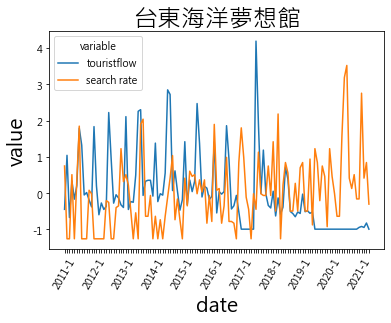 台東海洋夢想館
variable
touristflow
search rate
value
4
3
2
1
0
-1
2011-1
2012-1
2013-1
2014-1
2015-1
2016-1
2017-1
2018-1
2019-1
2020-1
2021-1
date